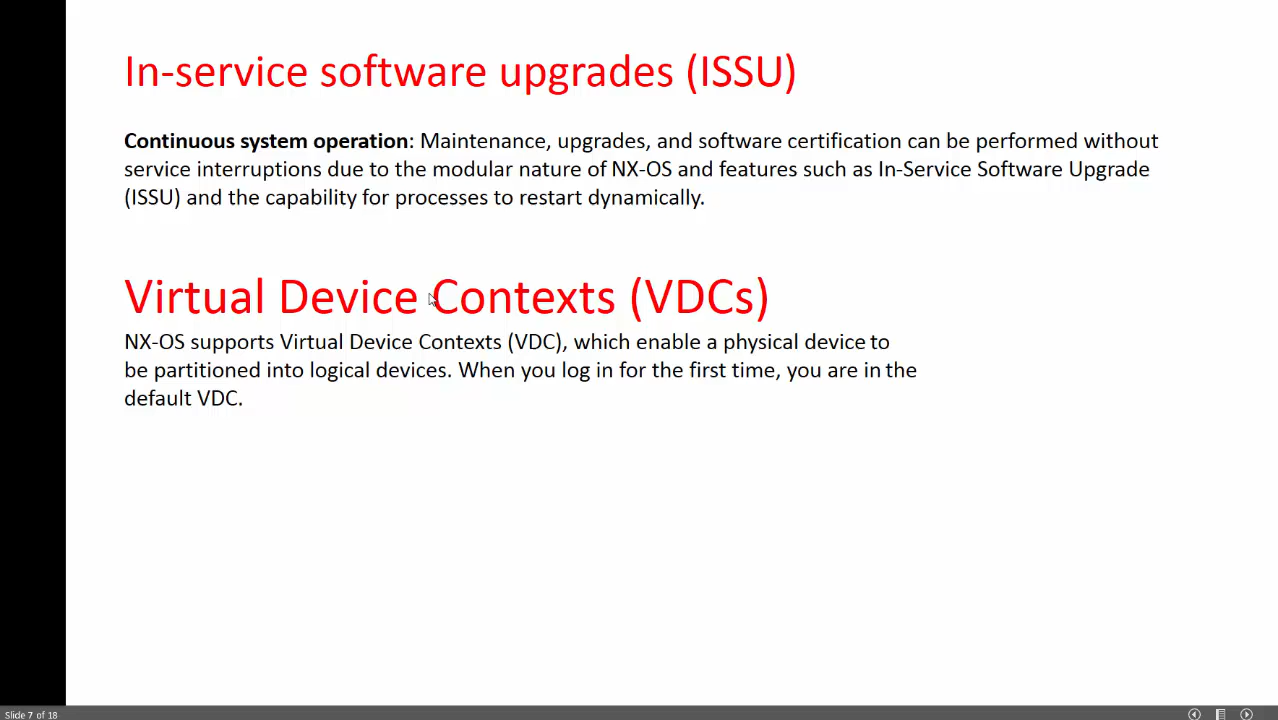 In-service software upgrades (ISSU)
Continuous system operation: Maintenance, upgrades, and software certification can be performed without
service interruptions due to the modular nature of NX-OS and features such as In-Service Software Upgrade
(ISSU) and the capability for processes to restart dynamically.
Virtual Device Contexts (VDCs)
NX-OS supports Virtual Device Contexts (VDC), which enable a physical device to
be partitioned into logical devices. When you log in for the first time, you are in the
default VDC.
Slide 7 of 18